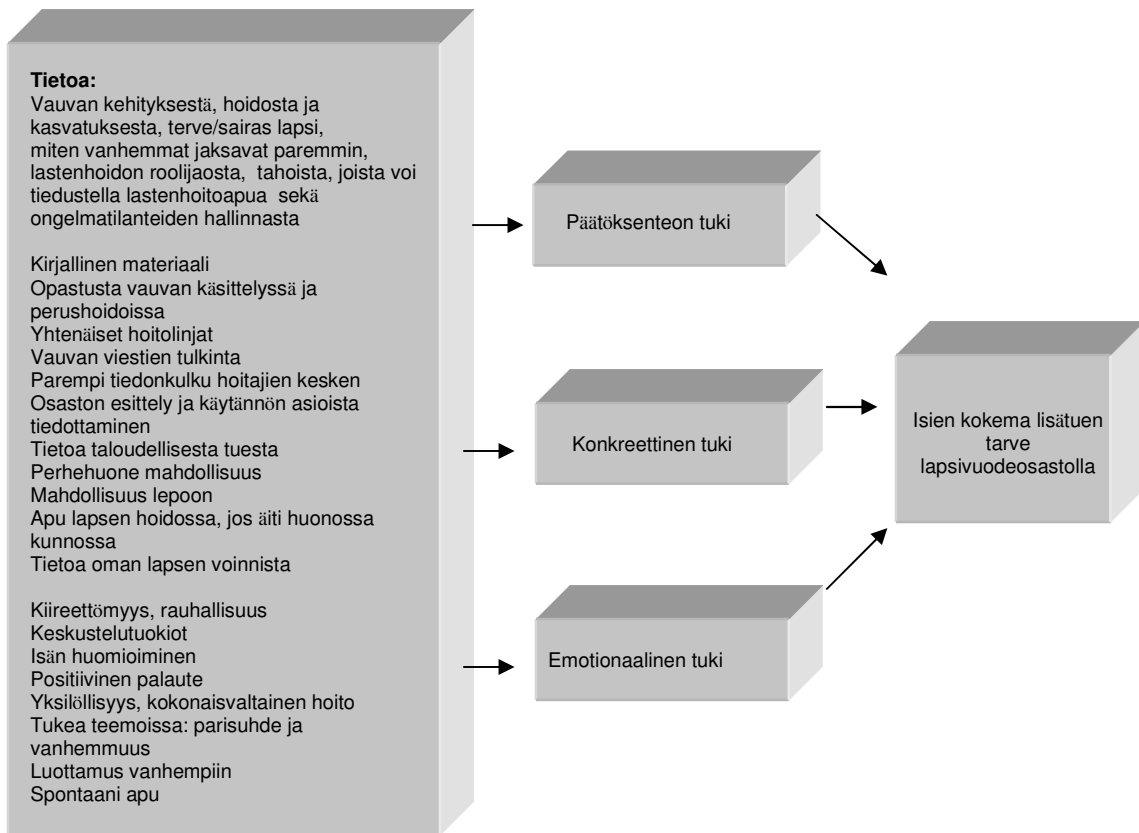 Tietoa:
Vauvan kehityksestä, hoidosta ja
kasvatuksesta, terve/sairas lapsi,
miten vanhemmat jaksavat paremmin,
lastenhoidon roolijaosta, tahoista, joista voi
tiedustella lastenhoitoapua sekä
ongelmatilanteiden hallinnasta
Kirjallinen materiaali
Opastusta vauvan käsittelyssä ja
perushoidoissa
Yhtenäiset hoitolinjat
Vauvan viestien tulkinta
Parempi tiedonkulku hoitajien kesken
Osaston esittely ja käytännön asioista
tiedottaminen
Tietoa taloudellisesta tuesta
Perhehuone mahdollisuus
Mahdollisuus lepoon
Apu lapsen hoidossa, jos äiti huonossa
kunnossa
Tietoa oman lapsen voinnista
Kiireettömyys, rauhallisuus
Keskustelutuokiot
Isän huomioiminen
Positiivinen palaute
Yksilöllisyys, kokonaisvaltainen hoito
Tukea teemoissa: parisuhde ja
vanhemmuus
Luottamus vanhempiin
Spontaani apu
Päätöksenteon tuki
Konkreettinen tuki
Emotionaalinen tuki
Isien kokema lisätuen
tarve
lapsivuodeosastolla